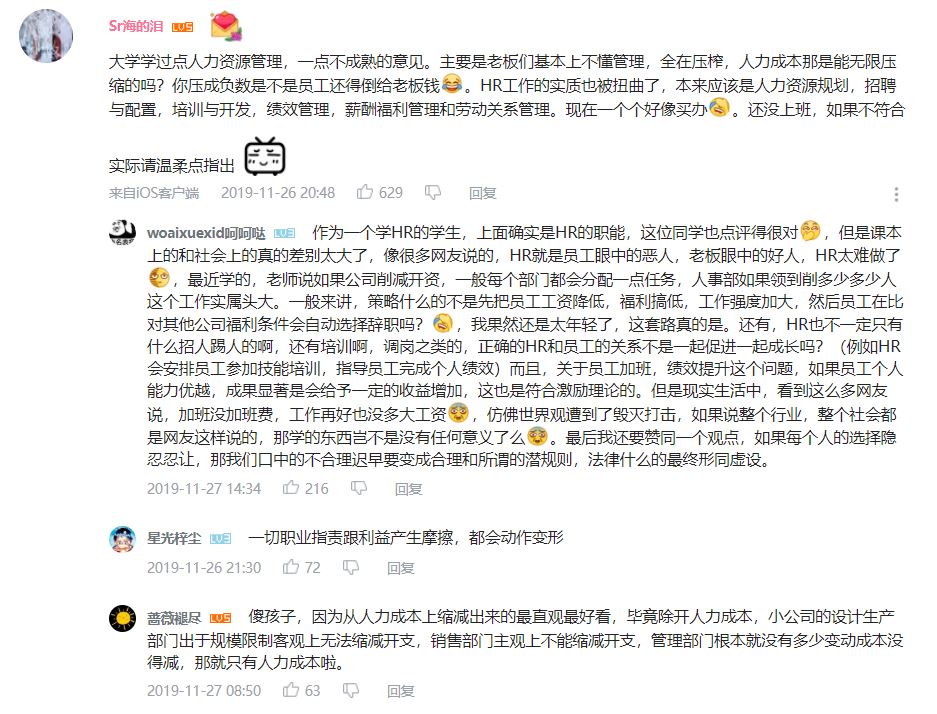 Sr海的泪 LV5
大学学过点人力资源管理，一点不成熟的意见。主要是老板们基本上不懂管理，全在压榨，人力成本那是能无限压
缩的吗？你压成负数是不是员工还得倒给老板钱😂。HR工作的实质也被扭曲了，本来应该是人力资源规划，招聘
与配置，培训与开发，绩效管理，薪酬福利管理和劳动关系管理。现在一个个好像买办。还没上班，如果不符合
实际请温柔点指出
来自iOS客户端 2019-11-26 20:48 629 回复
woaixuexid呵呵哒 LV3 作为一个学HR的学生，上面确实是HR的职能，这位同学也点评得很对，但是课本
上的和社会上的真的差别太大了，像很多网友说的，HR就是员工眼中的恶人，老板眼中的好人，HR太难做了
，最近学的，老师说如果公司削减开资，一般每个部门都会分配一点任务，人事部如果领到削多少多少人
这个工作实属头大。一般来讲，策略什么的不是先把员工工资降低，福利搞低，工作强度加大，然后员工在比
对其他公司福利条件会自动选择辞职吗？，我果然还是太年轻了，这套路真的是。还有，HR也不一定只有
什么招人踢人的啊，还有培训啊，调岗之类的，正确的HR和员工的关系不是一起促进一起成长吗？（例如HR
会安排员工参加技能培训，指导员工完成个人绩效）而且，关于员工加班，绩效提升这个问题，如果员工个人
能力优越，成果显著是会给予一定的收益增加，这也是符合激励理论的。但是现实生活中，看到这么多网友
说，加班没加班费，工作再好也没多大工资，仿佛世界观遭到了毁灭打击，如果说整个行业，整个社会都
是网友这样说的，那学的东西岂不是没有任何意义了么。最后我还要赞同一个观点，如果每个人的选择隐
忍忍让，那我们口中的不合理迟早要变成合理和所谓的潜规则，法律什么的最终形同虚设。
2019-11-27 14:34 216 回复
星光梓尘 LV3 一切职业指责跟利益产生摩擦，都会动作变形
2019-11-26 21:30 72 回复
蔷薇褪尽 LV5 傻孩子，因为从人力成本上缩减出来的最直观最好看，毕竟除开人力成本，小公司的设计生产
部门出于规模限制客观上无法缩减开支，销售部门主观上不能缩减开支，管理部门根本就没有多少变动成本没
得减，那就只有人力成本啦。
2019-11-27 08:50 63 回复